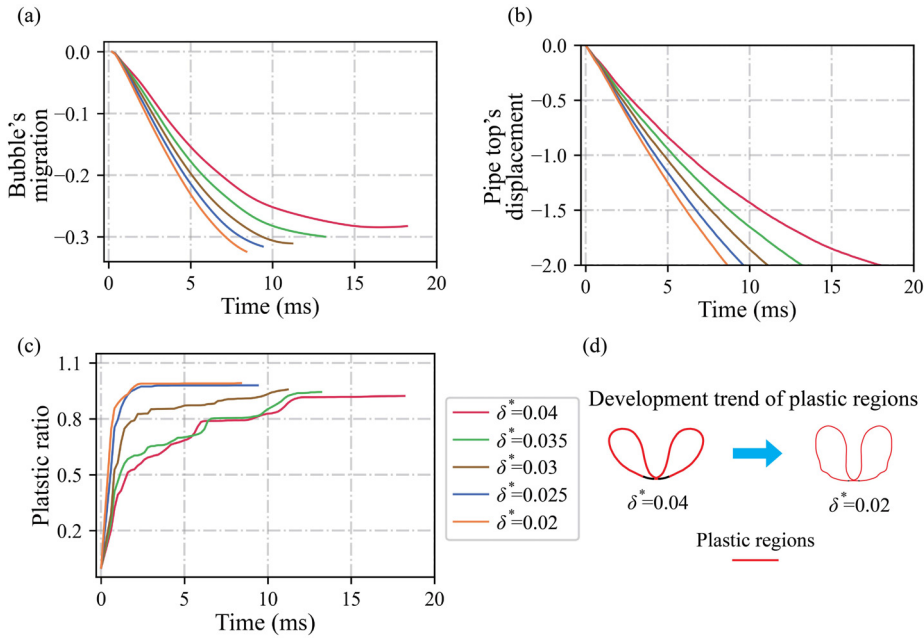 (a)
0.0
−0.1
−0.2
−0.3
Bubble's
migration
0
5
10
15
20
Time (ms)
(b)
0.0
−0.5
−1.0
−1.5
−2.0
Pipe top's
displacement
0
5
10
15
20
Time (ms)
(c)
1.1
0.8
0.5
0.2
Platstic ratio
0
5
10
15
20
Time (ms)
δ*=0.04
δ*=0.035
δ*=0.03
δ*=0.025
δ*=0.02
(d)
Development trend of plastic regions
δ*=0.04
δ*=0.02
Plastic regions